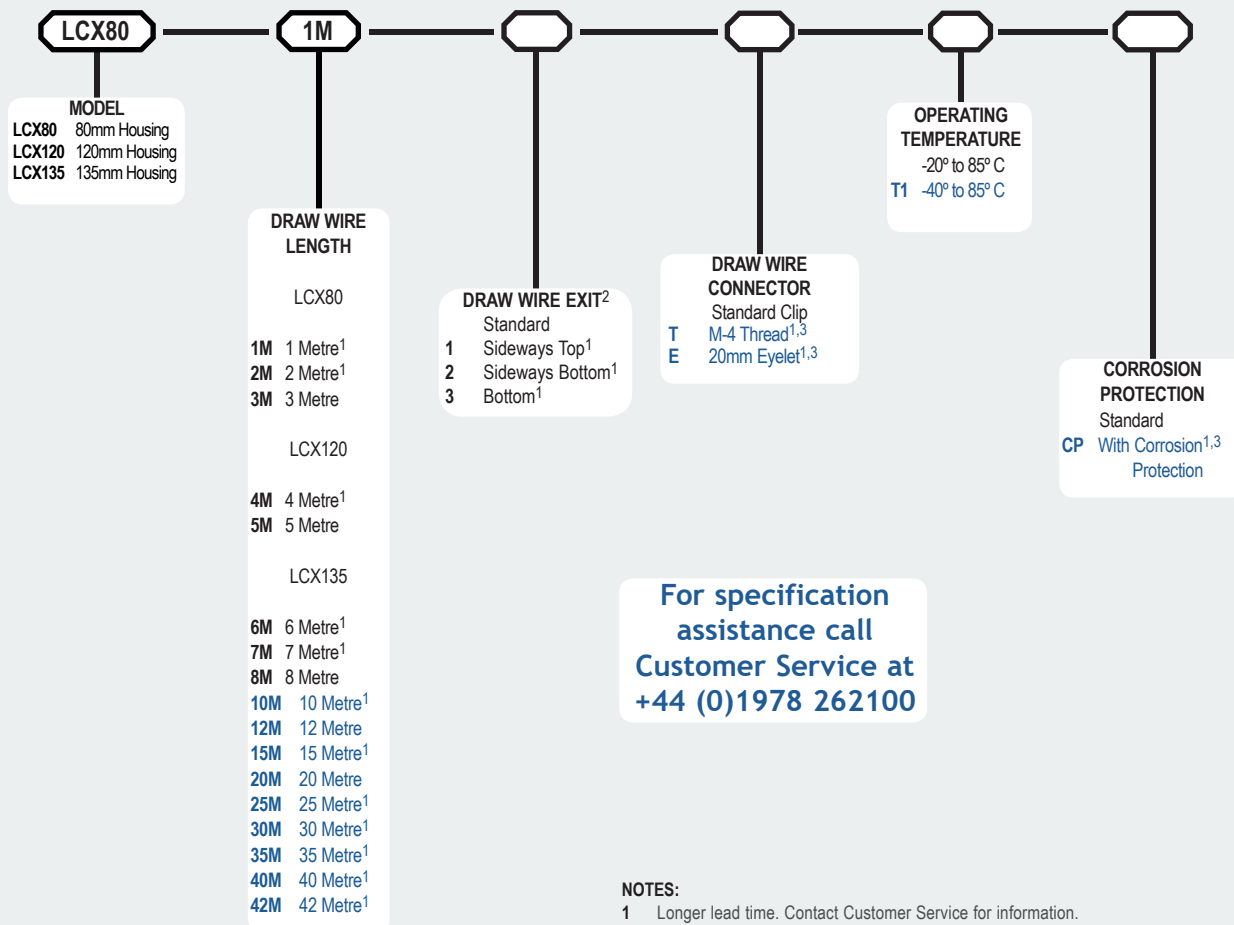 LCX80
1M
MODEL
LCX80 80mm Housing
LCX120 120mm Housing
LCX135 135mm Housing
DRAW WIRE
LENGTH
LCX80
1M 1 Metre1
2M 2 Metre1
3M 3 Metre
LCX120
4M 4 Metre1
5M 5 Metre
LCX135
6M 6 Metre1
7M 7 Metre1
8M 8 Metre
10M 10 Metre1
12M 12 Metre
15M 15 Metre1
20M 20 Metre
25M 25 Metre1
30M 30 Metre1
35M 35 Metre1
40M 40 Metre1
42M 42 Metre1
DRAW WIRE EXIT2
Standard
1 Sideways Top1
2 Sideways Bottom1
3 Bottom1
DRAW WIRE
CONNECTOR
Standard Clip
T M-4 Thread1,3
E 20mm Eyelet1,3
OPERATING
TEMPERATURE
-20º to 85º C
T1 -40º to 85º C
CORROSION
PROTECTION
Standard
CP With Corrosion1,3
Protection
For specification
assistance call
Customer Service at
+44 (0)1978 262100
NOTES:
1 Longer lead time. Contact Customer Service for information.